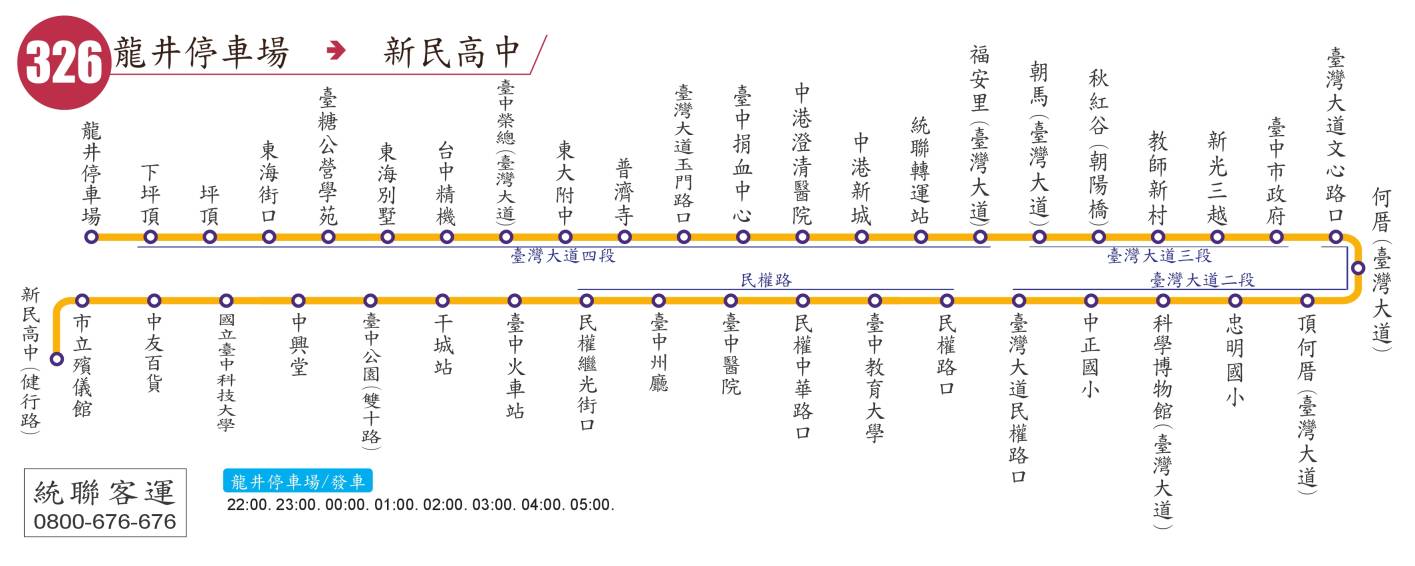 326 龍井停車場 → 新民高中
龍井停車場
下坪頂
坪頂
東海街口
臺糖公營學苑
東海別墅
台中精機
臺中榮總(臺灣大道)
東大附中
普濟寺
臺灣大道玉門路口
臺中捐血中心
中港澄清醫院
中港新城
統聯轉運站
福安里(臺灣大道)
朝馬(臺灣大道)
秋紅谷(朝陽橋)
教師新村
新光三越
臺中市政府
臺灣大道文心路口
何厝(臺灣大道)
臺灣大道四段
臺灣大道三段
民權路
臺灣大道二段
頂何厝(臺灣大道)
忠明國小
科學博物館(臺灣大道)
中正國小
臺灣大道民權路口
民權路口
臺中教育大學
民權中華路口
臺中醫院
臺中州廳
民權繼光街口
臺中火車站
干城站
臺中公園(雙十路)
中興堂
國立臺中科技大學
中友百貨
市立殯儀館
新民高中(健行路)
統聯客運
0800-676-676
龍井停車場/發車
22:00. 23:00. 00:00. 01:00. 02:00. 03:00. 04:00. 05:00.